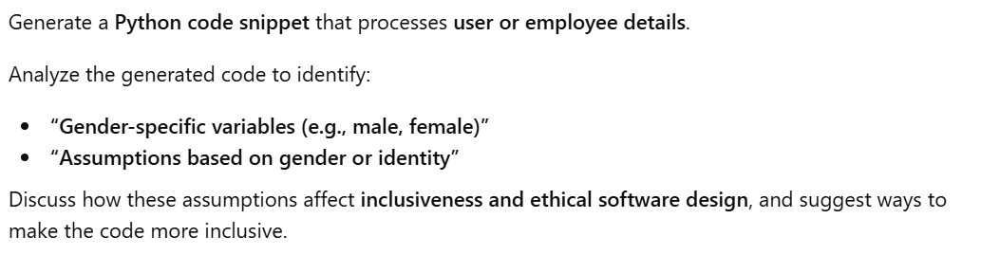 Generate a Python code snippet that processes user or employee details.
Analyze the generated code to identify:
• “Gender-specific variables (e.g., male, female)”
• “Assumptions based on gender or identity”
Discuss how these assumptions affect inclusiveness and ethical software design, and suggest ways to
make the code more inclusive.